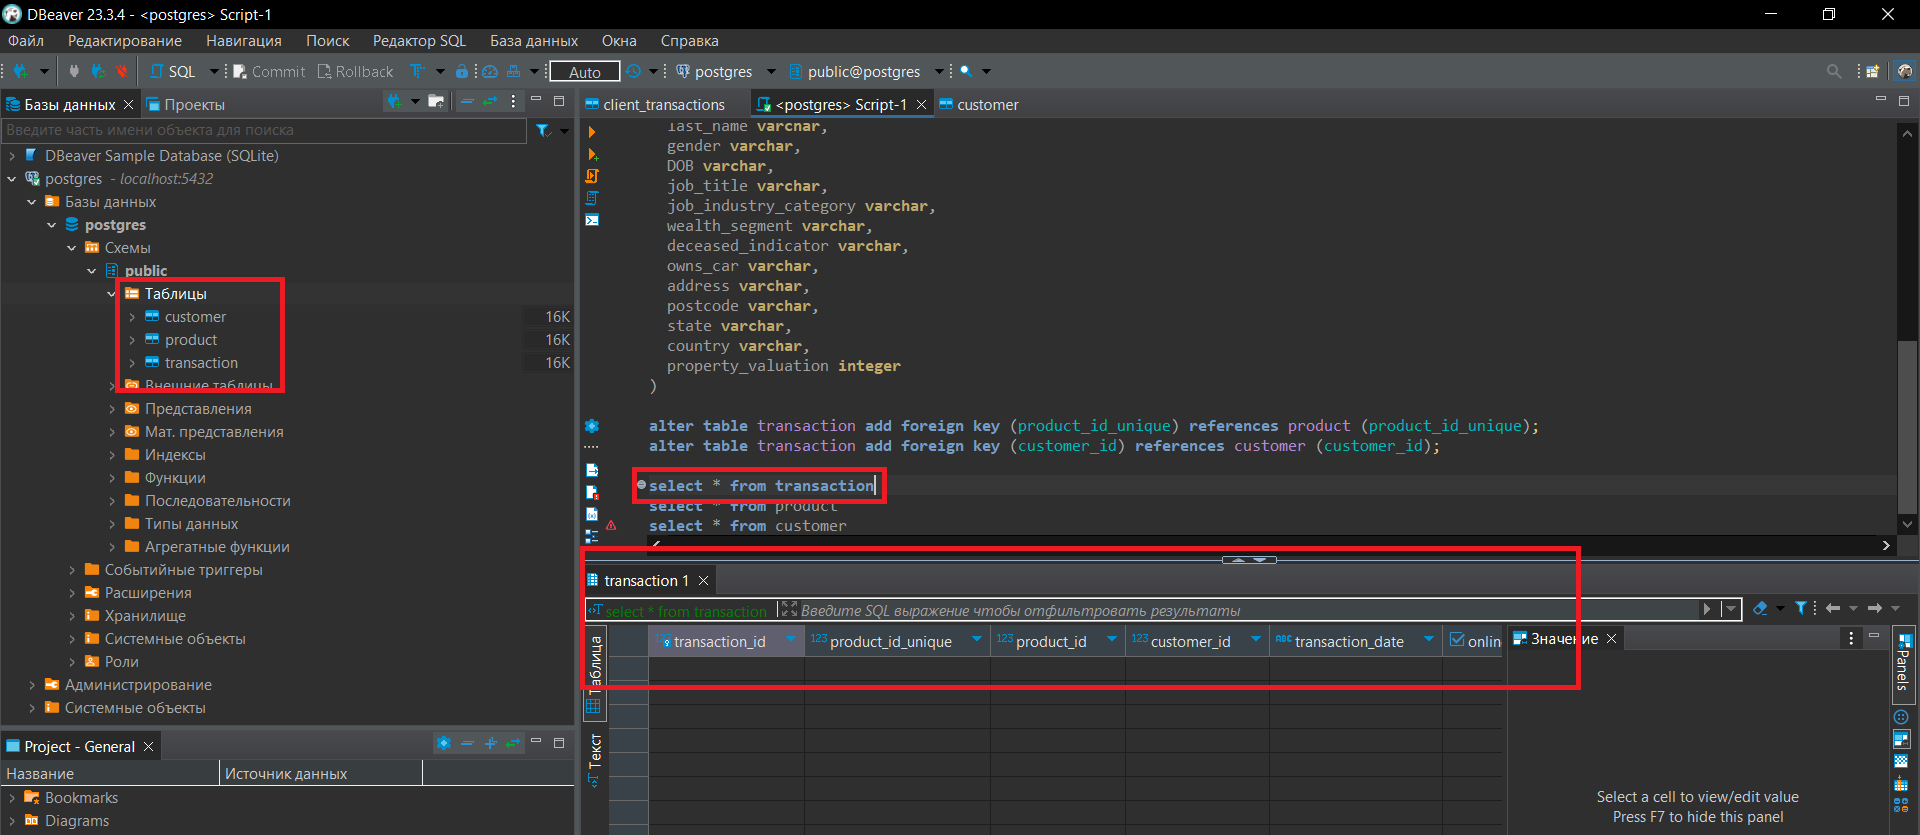 DBeaver 23.3.4 - <postgres> Script-1
Файл Редактирование Навигация Поиск Редактор SQL База данных Окна Справка
SQL Commit Rollback Auto postgres public@postgres
Базы данных Проекты
Введите часть имени объекта для поиска
DBeaver Sample Database (SQLite)
postgres - localhost:5432
Базы данных
postgres
Схемы
public
Таблицы
customer 16K
product 16K
transaction 16K
Внешние таблицы
Представления
Мат. представления
Индексы
Функции
Последовательности
Типы данных
Агрегатные функции
Событийные триггеры
Расширения
Хранилище
Системные объекты
Роли
Администрирование
Системные объекты
Project - General
Название Источник данных
Bookmarks
Diagrams
client_transactions <postgres> Script-1 customer
last_name varchar,
gender varchar,
DOB varchar,
job_title varchar,
job_industry_category varchar,
wealth_segment varchar,
deceased_indicator varchar,
owns_car varchar,
address varchar,
postcode varchar,
state varchar,
country varchar,
property_valuation integer
)
alter table transaction add foreign key (product_id_unique) references product (product_id_unique);
alter table transaction add foreign key (customer_id) references customer (customer_id);
select * from transaction
select * from product
select * from customer
transaction 1
select * from transaction Введите SQL выражение чтобы отфильтровать результаты
Таблица
Текст
transaction_id 123 product_id_unique 123 product_id 123 customer_id ABC transaction_date onlin
Значение
Select a cell to view/edit value
Press F7 to hide this panel
Panels